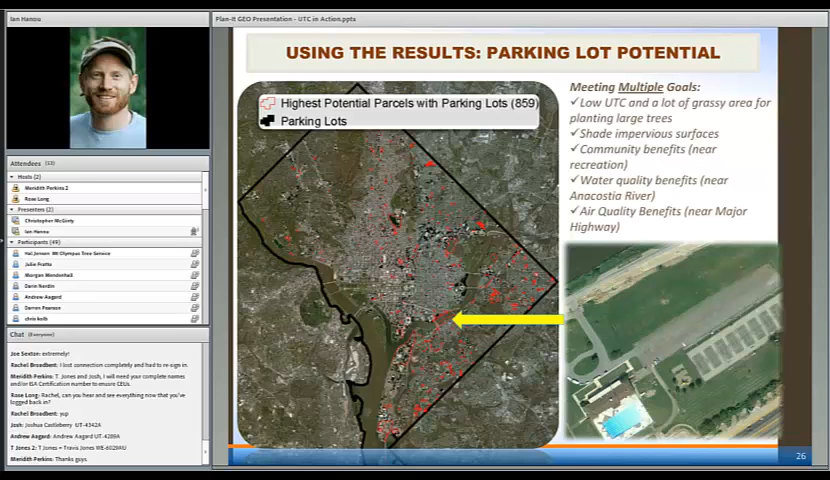 Ian Hanou
Plan-It GEO Presentation - UTC in Action.ppts
USING THE RESULTS: PARKING LOT POTENTIAL
Highest Potential Parcels with Parking Lots (859)
Parking Lots
Meeting Multiple Goals:
✓Low UTC and a lot of grassy area for
planting large trees
✓Shade impervious surfaces
✓Community benefits (near
recreation)
✓Water quality benefits (near
Anacostia River)
✓Air Quality Benefits (near Major
Highway)
26
Attendees (53)
Hosts (2)
Meridith Perkins 2
Rose Long
Presenters (2)
Christopher McGinty
Ian Hanou
Participants (49)
Hal Jensen Mt Olympus Tree Service
Julie Fratto
Morgan Mendenhall
Darin Nardin
Andrew Aagard
Darren Pearson
chris kolb
Chat (Everyone)
Joe Sexton: extremely!
Rachel Broadbent: I lost connection completely and had to re-sign in
Meridith Perkins: T. Jones and Josh, I will need your complete names
and/or ISA Certification number to ensure CEUs.
Rose Long: Rachel, can you hear and see everything now that you've
logged back in?
Rachel Broadbent: yup
Josh: Joshua Castleberry UT-4342A
Andrew Aagard: Andrew Aagard UT-4289A
T Jones 2: T Jones = Travis Jones WE-6029AU
Meridith Perkins: Thanks guys.